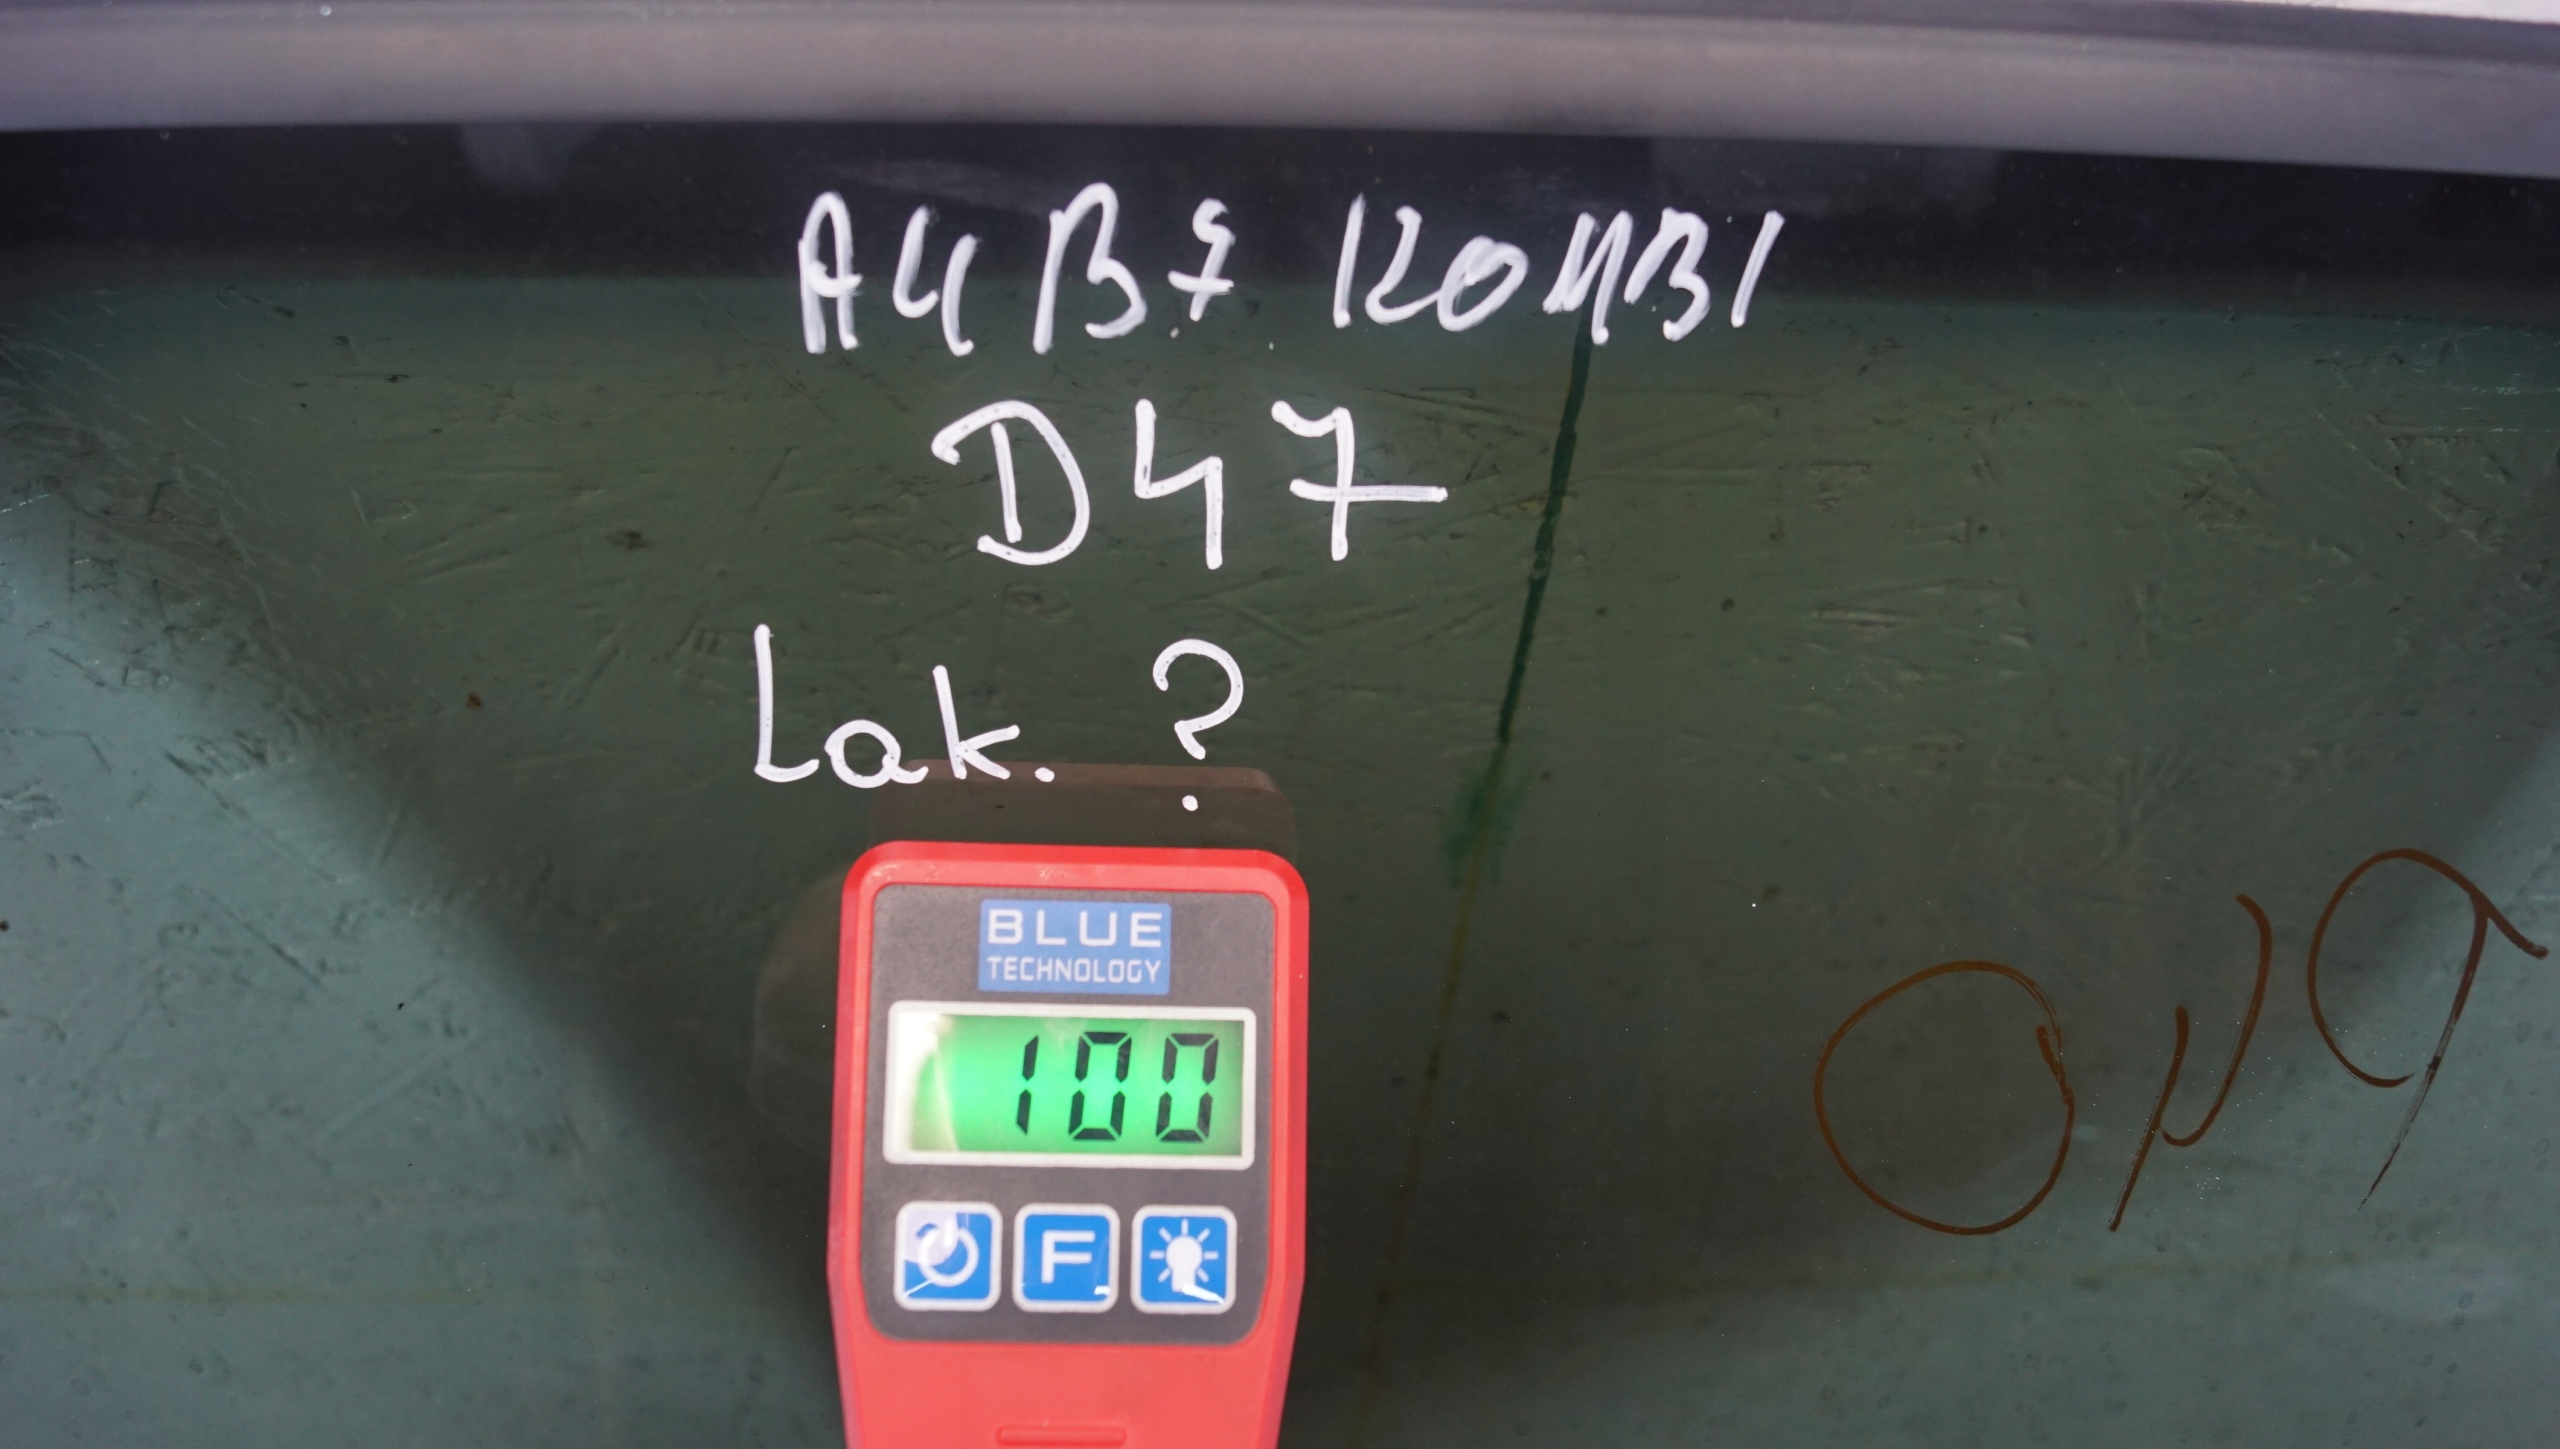 A4 B7 KOMBI
D47
Lak. ?
BLUE
TECHNOLOGY
100
F